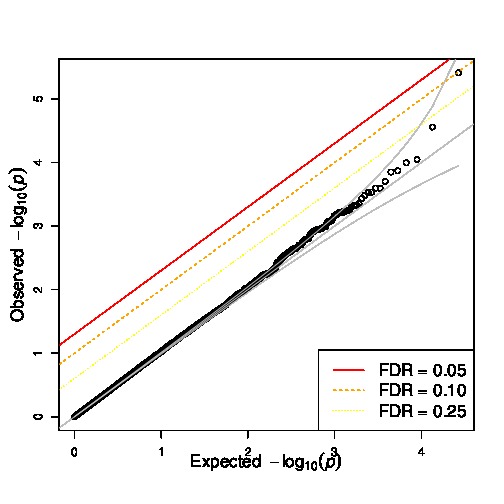 5
4
3
2
1
0
Observed −log10(p)
0 1 2 3 4
Expected −log10(p)
FDR = 0.05
FDR = 0.10
FDR = 0.25